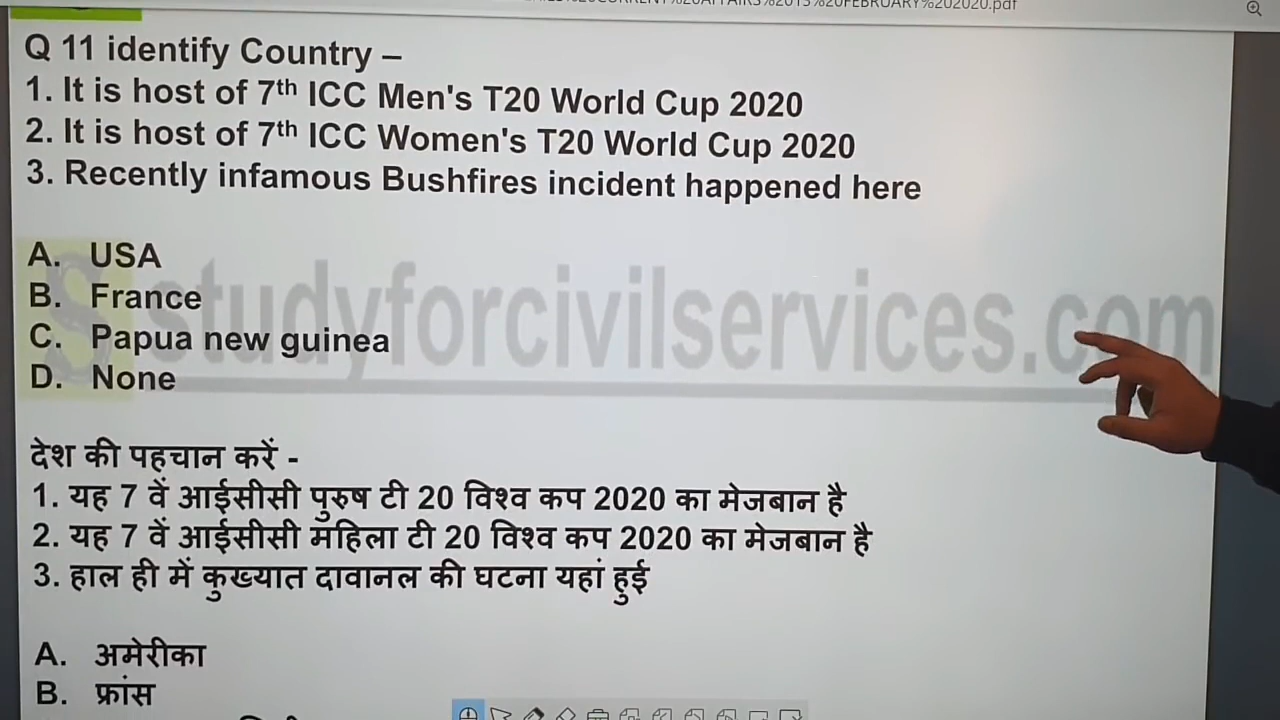 Q 11 identify Country –
1. It is host of 7th ICC Men's T20 World Cup 2020
2. It is host of 7th ICC Women's T20 World Cup 2020
3. Recently infamous Bushfires incident happened here
A. USA
B. France
C. Papua new guinea
D. None
studyforcivilservices.com
देश की पहचान करें -
1. यह 7 वें आईसीसी पुरुष टी 20 विश्व कप 2020 का मेजबान है
2. यह 7 वें आईसीसी महिला टी 20 विश्व कप 2020 का मेजबान है
3. हाल ही में कुख्यात दावानल की घटना यहां हुई
A. अमेरीका
B. फ्रांस